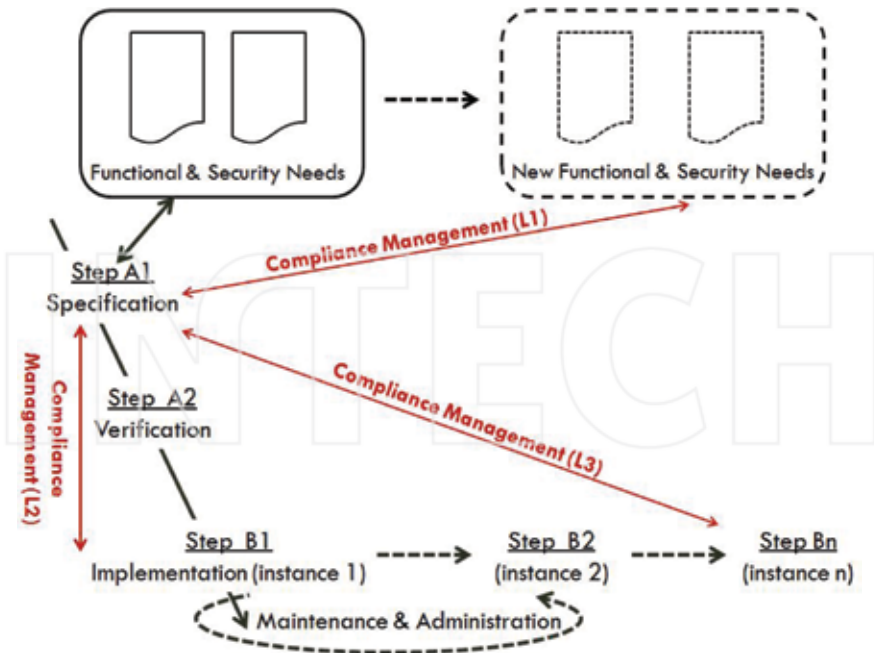 Functional & Security Needs
New Functional & Security Needs
Compliance Management (L1)
Step A1
Specification
Compliance
Management (L2)
Step A2
Verification
Compliance Management (L3)
INTECH
Step B1
Implementation (instance 1)
Step B2
(instance 2)
Step Bn
(instance n)
Maintenance & Administration